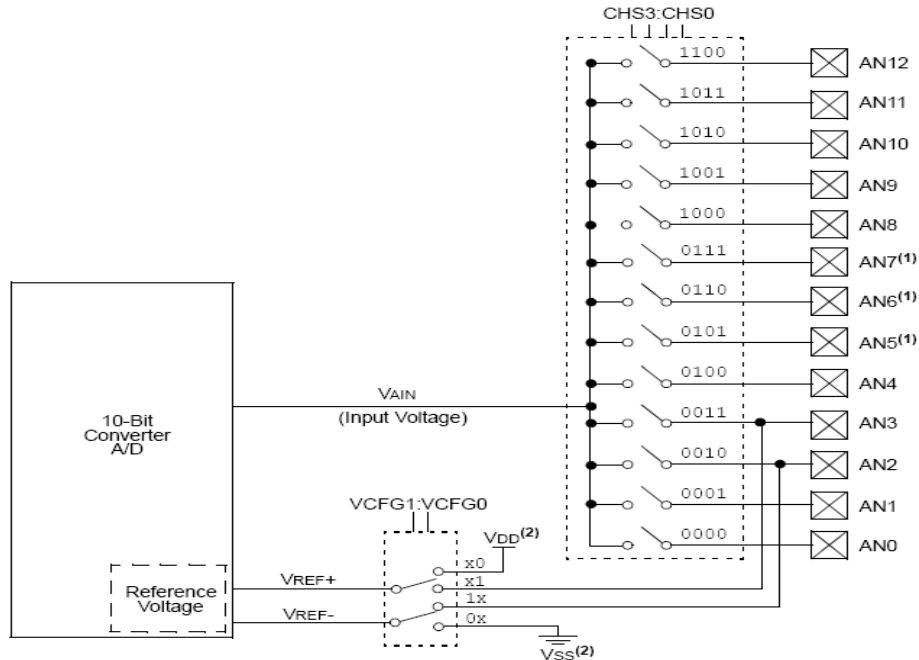 CHS3:CHS0
1100 AN12
1011 AN11
1010 AN10
1001 AN9
1000 AN8
0111 AN7(1)
0110 AN6(1)
0101 AN5(1)
0100 AN4
0011 AN3
0010 AN2
0001 AN1
0000 AN0
VAIN
(Input Voltage)
10-Bit
Converter
A/D
VCFG1:VCFG0
VDD(2)
x0
x1
1x
0x
VSS(2)
VREF+
VREF-
Reference
Voltage